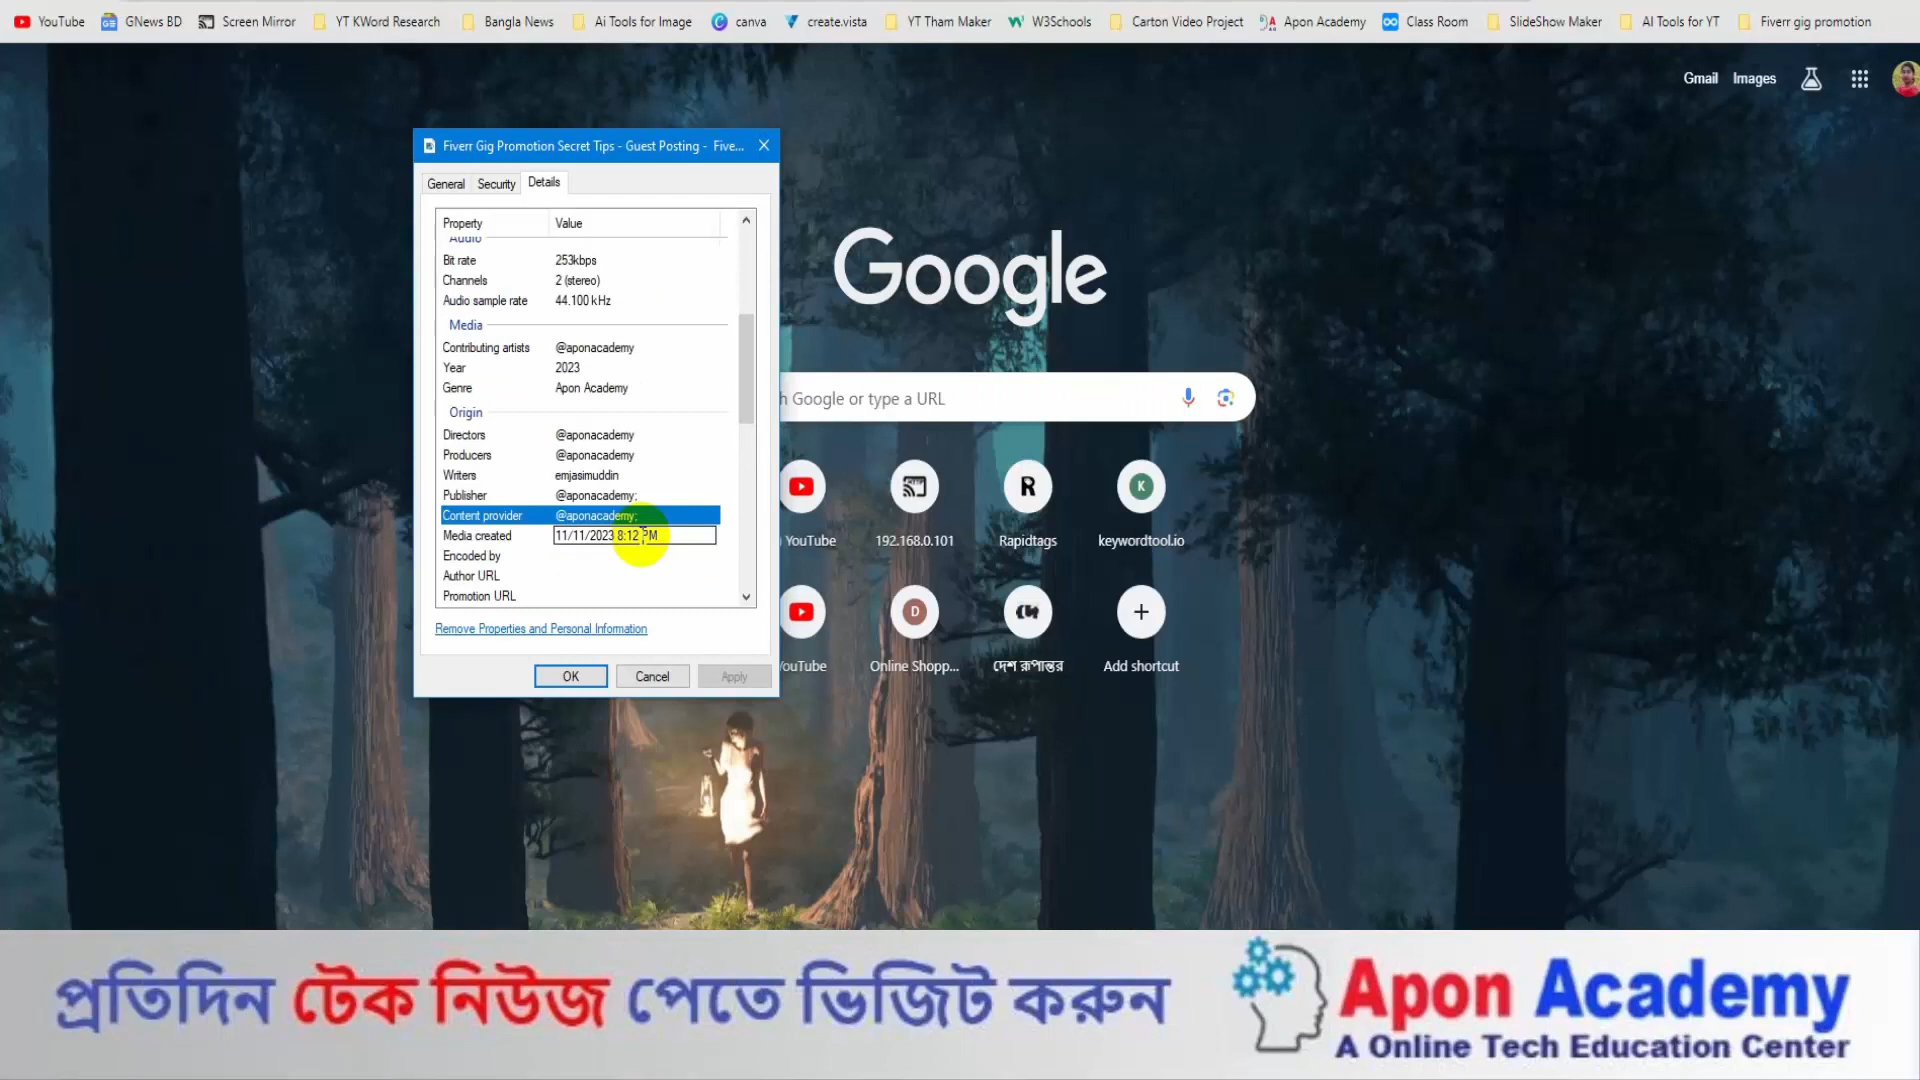 YouTube GNews BD Screen Mirror YT KWord Research Bangla News Ai Tools for Image canva create.vista YT Tham Maker W3Schools Carton Video Project Apon Academy Class Room SlideShow Maker AI Tools for YT Fiverr gig promotion
Gmail Images
Fiverr Gig Promotion Secret Tips - Guest Posting - Five...
General Security Details
Property Value
Audio
Bit rate 253kbps
Channels 2 (stereo)
Audio sample rate 44.100 kHz
Media
Contributing artists @aponacademy
Year 2023
Genre Apon Academy
Origin
Directors @aponacademy
Producers @aponacademy
Writers emjasimuddin
Publisher @aponacademy;
Content provider @aponacademy;
Media created 11/11/2023 8:12 PM
Encoded by
Author URL
Promotion URL
Remove Properties and Personal Information
OK Cancel Apply
Google
h Google or type a URL
R K
YouTube 192.168.0.101 Rapidtags keywordtool.io
D
YouTube Online Shopp... দেশ রূপান্তর Add shortcut
প্রতিদিন টেক নিউজ পেতে ভিজিট করুন
Apon Academy
A Online Tech Education Center